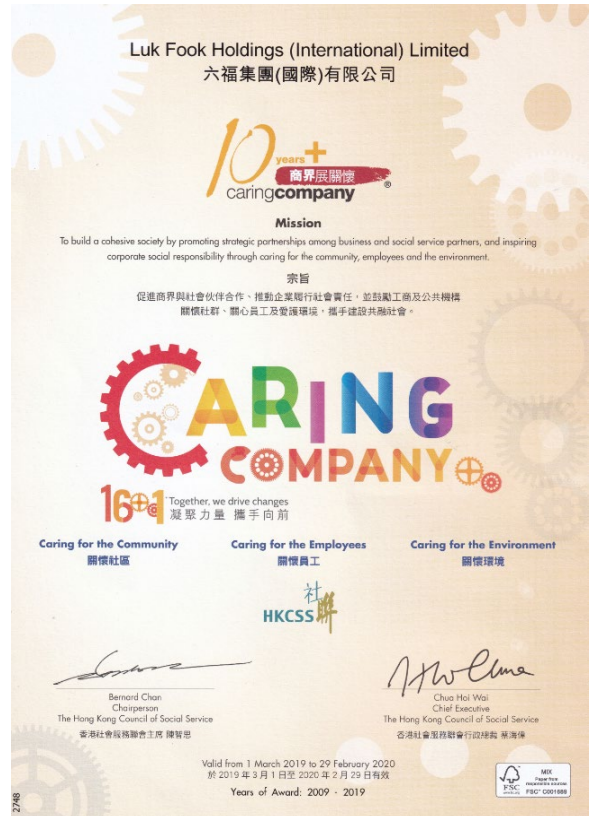 Luk Fook Holdings (International) Limited
六福集團(國際)有限公司
10 years +
商界展關懷
caringcompany ®
Mission
To build a cohesive society by promoting strategic partnerships among business and social service partners, and inspiring
corporate social responsibility through caring for the community, employees and the environment.
宗旨
促進商界與社會伙伴合作、推動企業履行社會責任，並鼓勵工商及公共機構
關懷社群、關心員工及愛護環境，攜手建設共融社會。
CARING
COMPANY
16+1 Together, we drive changes
凝聚力量 攜手向前
Caring for the Community
關懷社區
Caring for the Employees
關懷員工
Caring for the Environment
關懷環境
HKCSS 社聯
Bernard Chan
Chairperson
The Hong Kong Council of Social Service
香港社會服務聯會主席 陳智思
Chua Hoi Wai
Chief Executive
The Hong Kong Council of Social Service
香港社會服務聯會行政總裁 蔡海偉
Valid from 1 March 2019 to 29 February 2020
於 2019 年 3 月 1 日至 2020 年 2 月 29 日有效
Years of Award: 2009 - 2019
2748
FSC
MIX
Paper from
responsible sources